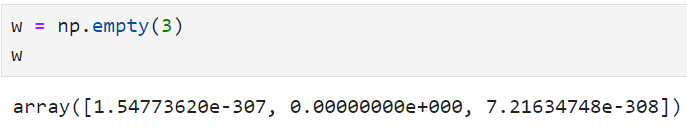 w = np.empty(3)
w
array([1.54773620e-307, 0.00000000e+000, 7.21634748e-308])